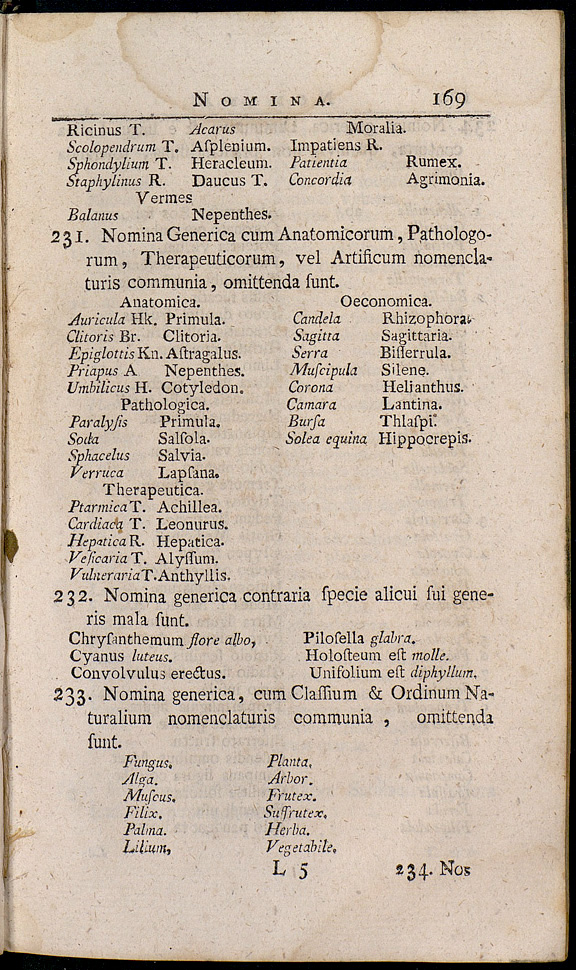 NOMINA. 169
Ricinus T. Acarus Moralia.
Scolopendrum T. Aſplenium. Impatiens R.
Sphondylium T. Heracleum. Patientia Rumex.
Staphylinus R. Daucus T. Concordia Agrimonia.
Vermes
Balanus Nepenthes.
231. Nomina Generica cum Anatomicorum, Pathologo-
rum, Therapeuticorum, vel Artificum nomencla-
turis communia, omittenda ſunt.
Anatomica. Oeconomica.
Auricula Hk. Primula. Candela Rhizophora.
Clitoris Br. Clitoria. Sagitta Sagittaria.
Epiglottis Kn. Aſtragalus. Serra Biſſerrula.
Priapus A Nepenthes. Muſcipula Silene.
Umbilicus H. Cotyledon. Corona Helianthus.
Pathologica. Camara Lantina.
Paralyſis Primula. Burſa Thlaſpi.
Soda Salſola. Solea equina Hippocrepis.
Sphacelus Salvia.
Verruca Lapſana.
Therapeutica.
Ptarmica T. Achillea.
Cardiaca T. Leonurus.
Hepatica R. Hepatica.
Veſicaria T. Alyſſum.
Vulneraria T. Anthyllis.
232. Nomina generica contraria ſpecie alicui ſui gene-
ris mala ſunt.
Chryſanthemum flore albo, Piloſella glabra.
Cyanus luteus. Holoſteum eſt molle.
Convolvulus erectus. Unifolium eſt diphyllum.
233. Nomina generica, cum Claſſium & Ordinum Na-
turalium nomenclaturis communia, omittenda
ſunt.
Fungus. Planta.
Alga. Arbor.
Muſcus. Frutex.
Filix. Suffrutex.
Palma. Herba.
Lilium, Vegetabile.
L 5 234. Nos